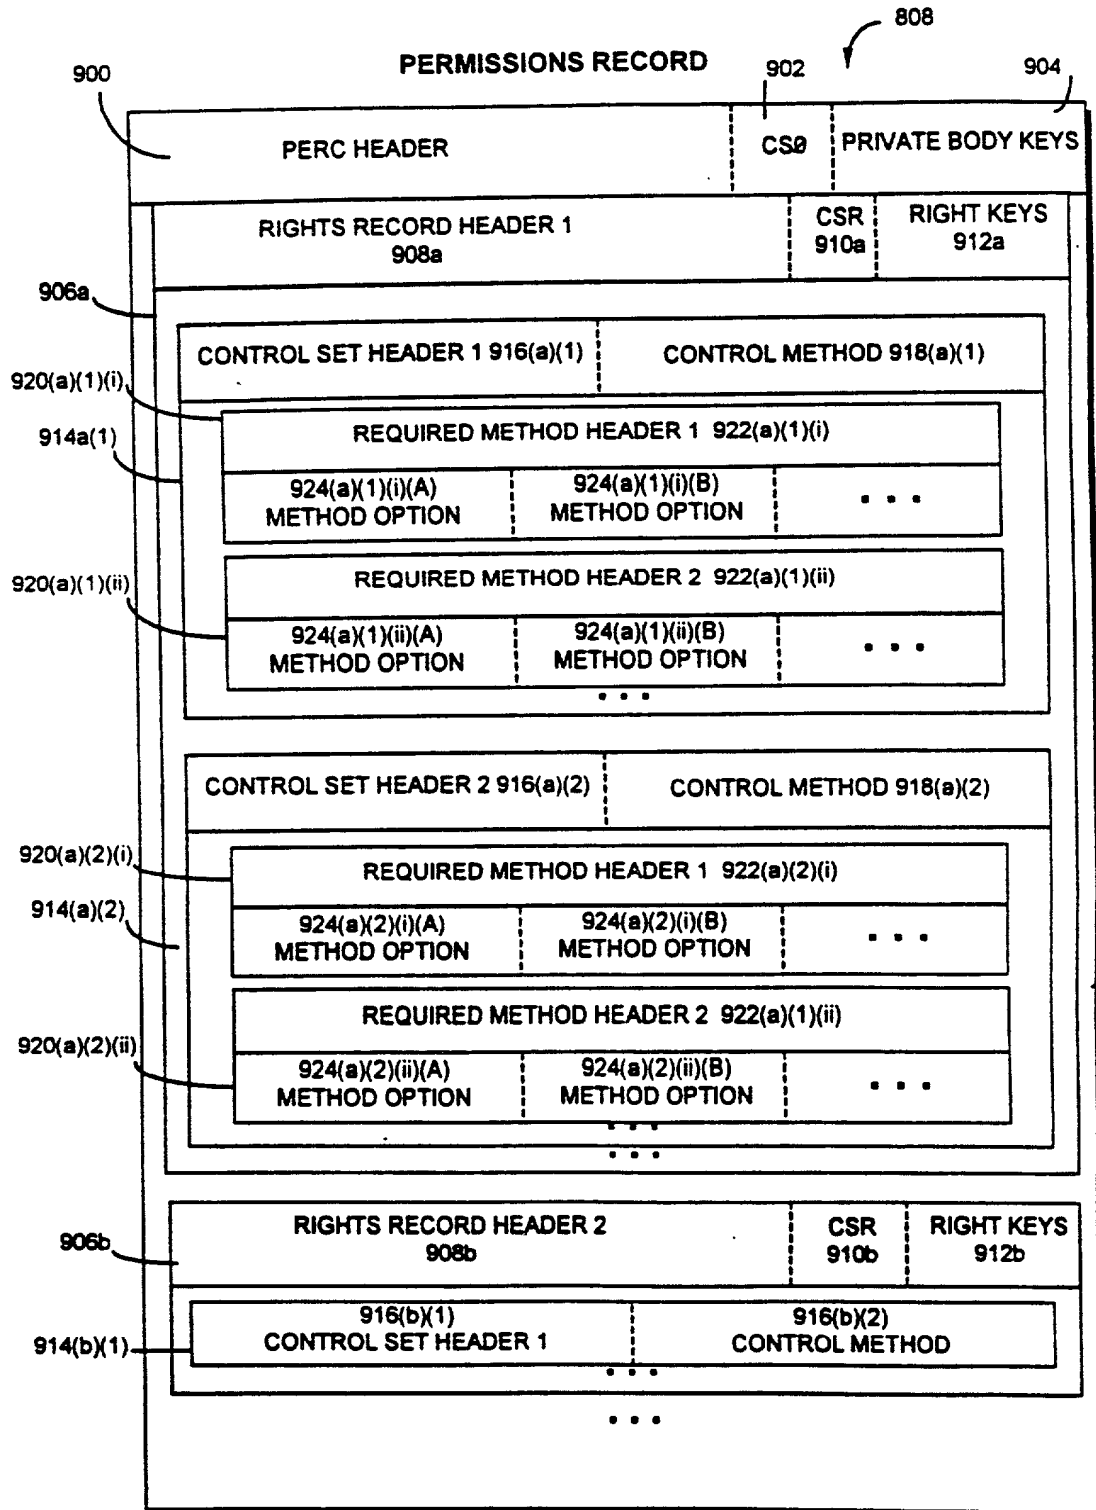 808
PERMISSIONS RECORD
900
902
904
PERC HEADER
CS0
PRIVATE BODY KEYS
RIGHTS RECORD HEADER 1
908a
CSR
910a
RIGHT KEYS
912a
906a
CONTROL SET HEADER 1 916(a)(1)
CONTROL METHOD 918(a)(1)
920(a)(1)(i)
REQUIRED METHOD HEADER 1 922(a)(1)(i)
914a(1)
924(a)(1)(i)(A)
METHOD OPTION
924(a)(1)(i)(B)
METHOD OPTION
...
REQUIRED METHOD HEADER 2 922(a)(1)(ii)
920(a)(1)(ii)
924(a)(1)(ii)(A)
METHOD OPTION
924(a)(1)(ii)(B)
METHOD OPTION
...
...
CONTROL SET HEADER 2 916(a)(2)
CONTROL METHOD 918(a)(2)
920(a)(2)(i)
REQUIRED METHOD HEADER 1 922(a)(2)(i)
914(a)(2)
924(a)(2)(i)(A)
METHOD OPTION
924(a)(2)(i)(B)
METHOD OPTION
...
REQUIRED METHOD HEADER 2 922(a)(1)(ii)
920(a)(2)(ii)
924(a)(2)(ii)(A)
METHOD OPTION
924(a)(2)(ii)(B)
METHOD OPTION
...
...
...
RIGHTS RECORD HEADER 2
908b
CSR
910b
RIGHT KEYS
912b
906b
916(b)(1)
CONTROL SET HEADER 1
916(b)(2)
CONTROL METHOD
914(b)(1)
...
...